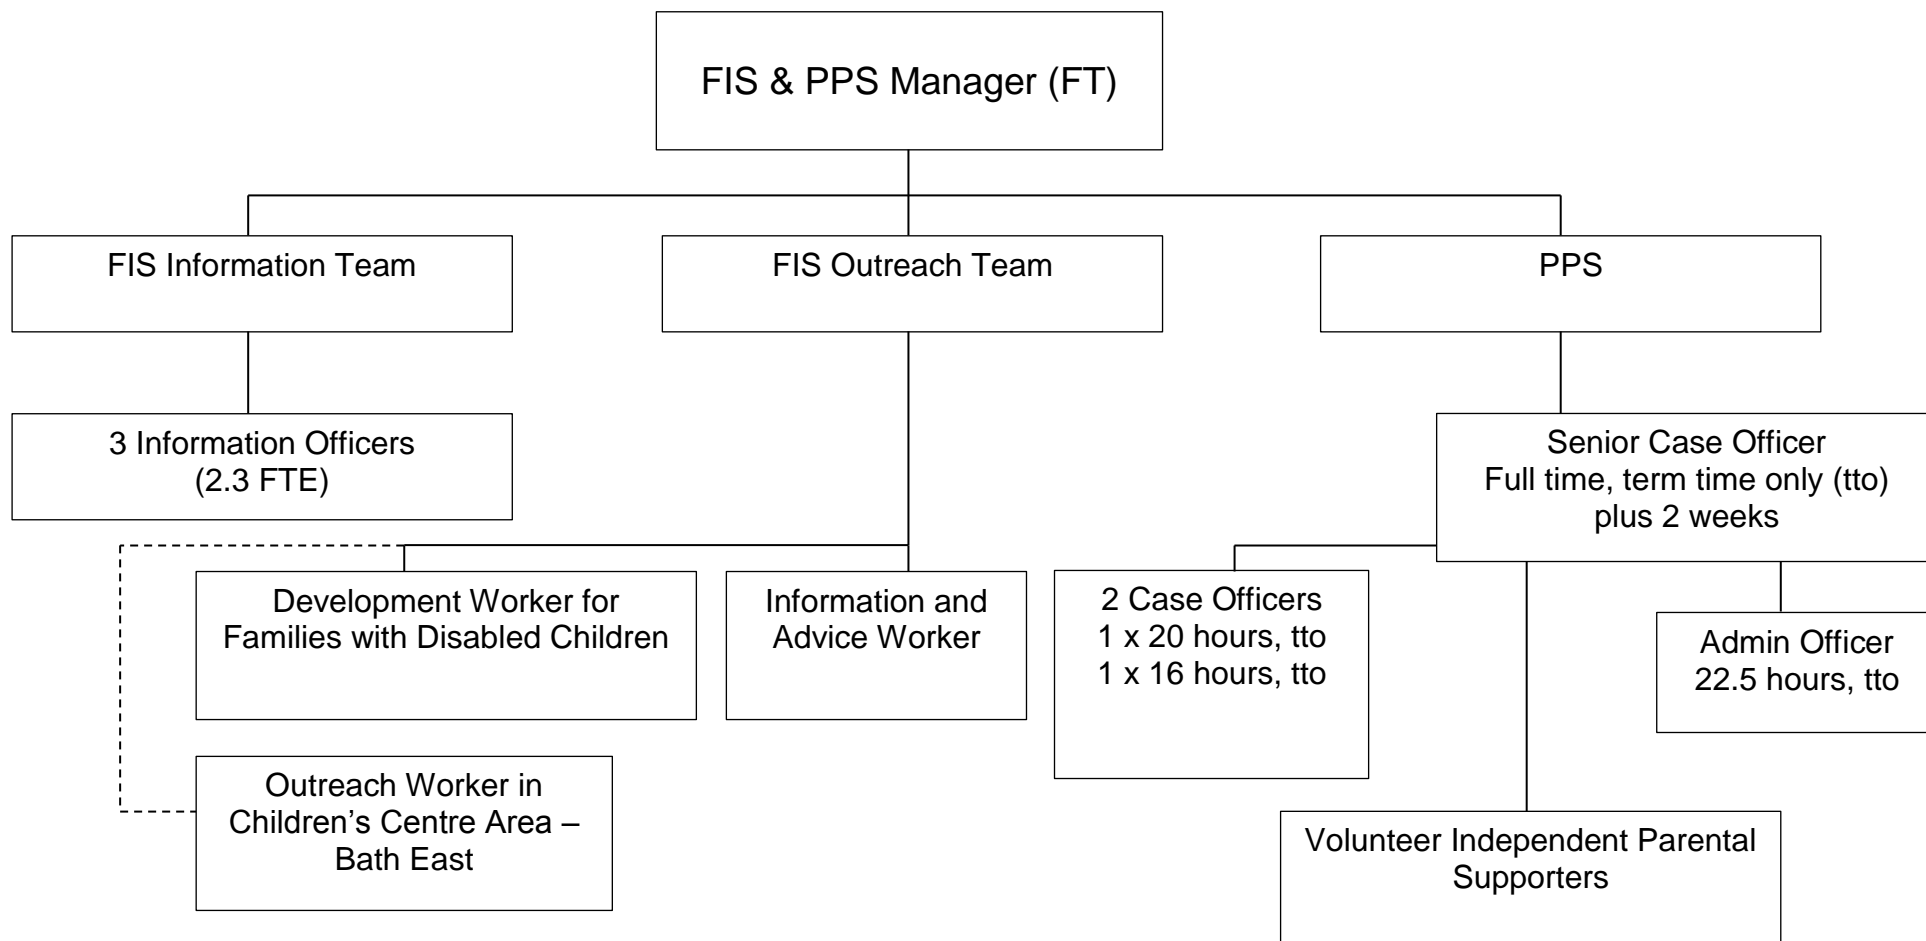 FIS & PPS Manager (FT)
FIS Information Team
FIS Outreach Team
PPS
3 Information Officers
(2.3 FTE)
Senior Case Officer
Full time, term time only (tto)
plus 2 weeks
Development Worker for
Families with Disabled Children
Information and
Advice Worker
2 Case Officers
1 x 20 hours, tto
1 x 16 hours, tto
Admin Officer
22.5 hours, tto
Outreach Worker in
Children’s Centre Area –
Bath East
Volunteer Independent Parental
Supporters